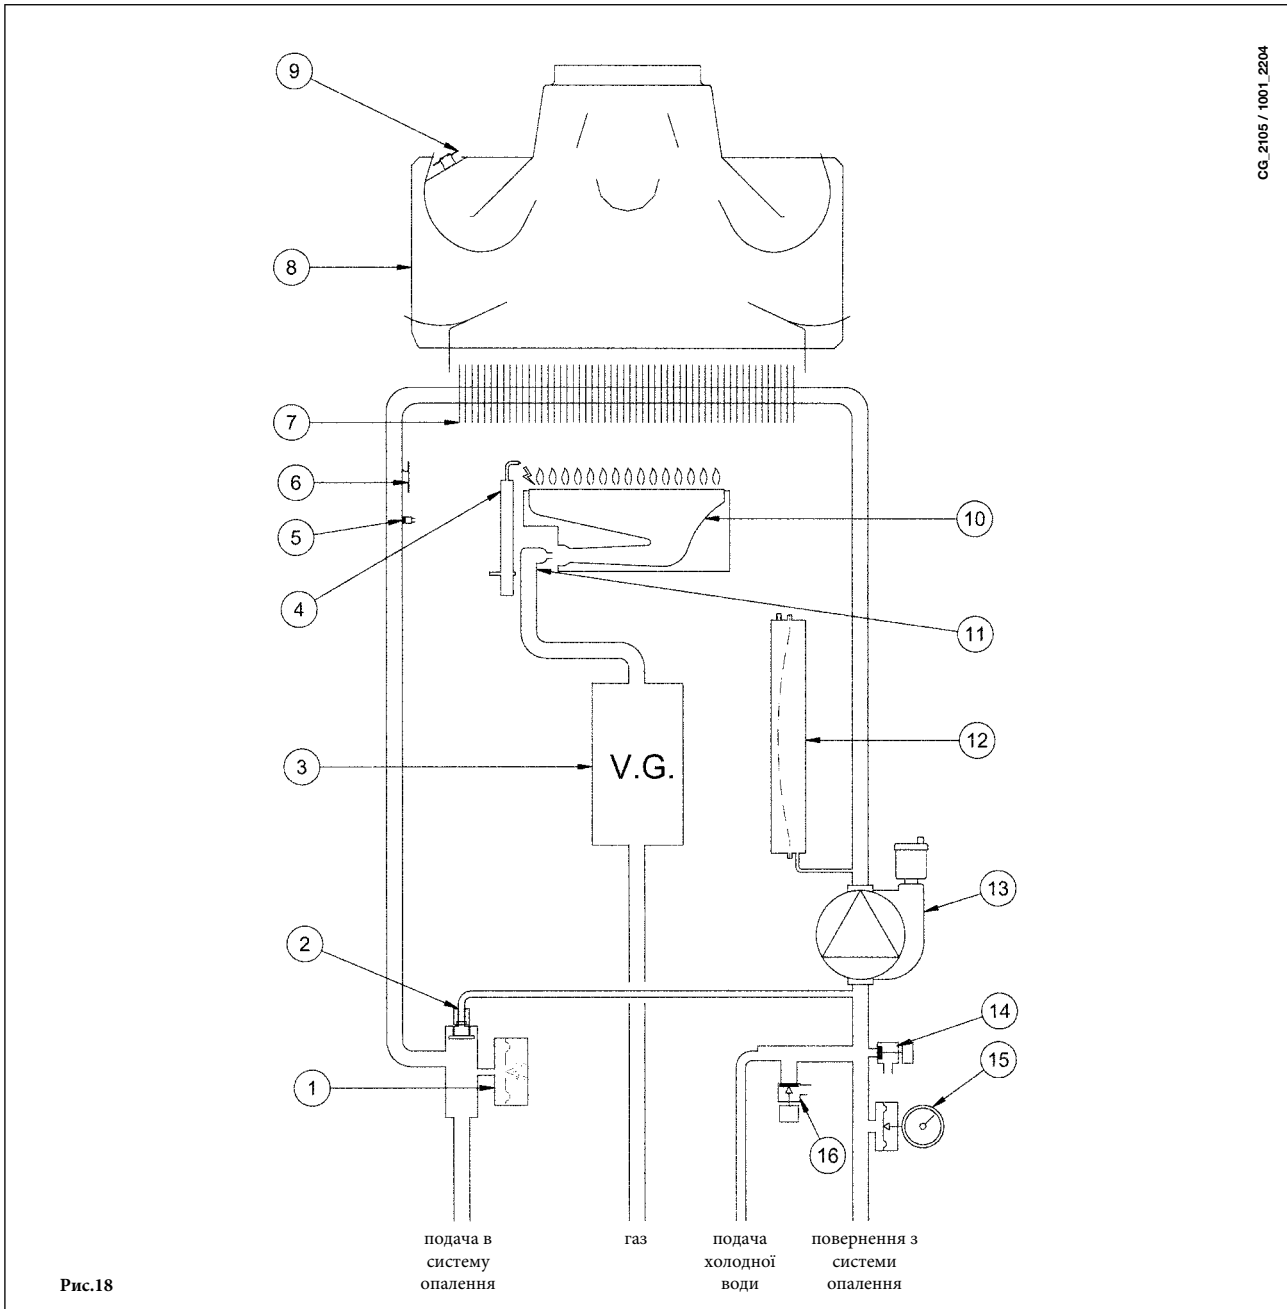 CG_2105 / 1001_2204
9
8
7
6
5
4
10
11
3
V.G.
12
13
2
14
15
1
16
подача в
систему
опалення
газ
подача
холодної
води
повернення з
системи
опалення
Рис.18